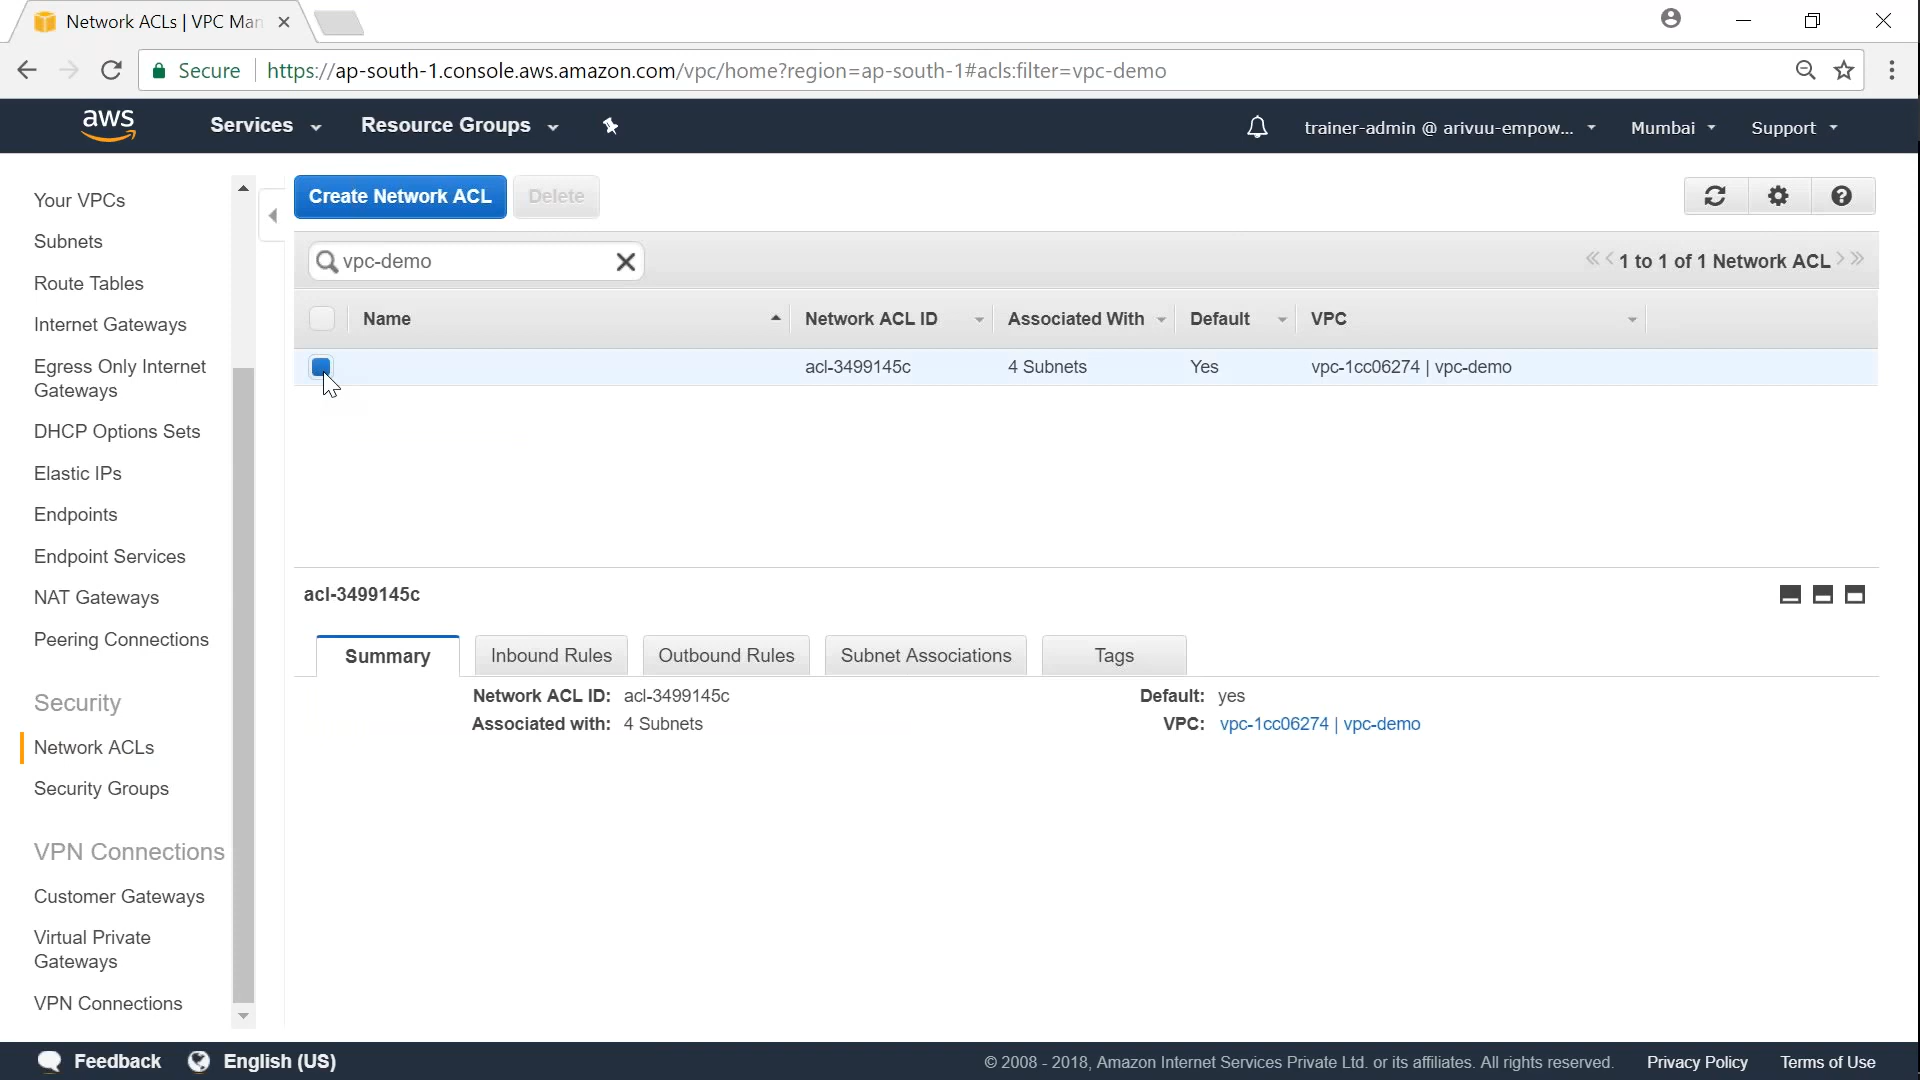 Network ACLs | VPC Man
Secure
https://ap-south-1.console.aws.amazon.com/vpc/home?region=ap-south-1#acls:filter=vpc-demo
aws
Services
Resource Groups
trainer-admin @ arivuu-empow...
Mumbai
Support
Your VPCs
Subnets
Route Tables
Internet Gateways
Egress Only Internet
Gateways
DHCP Options Sets
Elastic IPs
Endpoints
Endpoint Services
NAT Gateways
Peering Connections
Security
Network ACLs
Security Groups
VPN Connections
Customer Gateways
Virtual Private
Gateways
VPN Connections
Create Network ACL
Delete
vpc-demo
1 to 1 of 1 Network ACL
Name
Network ACL ID
Associated With
Default
VPC
acl-3499145c
4 Subnets
Yes
vpc-1cc06274 | vpc-demo
acl-3499145c
Summary
Inbound Rules
Outbound Rules
Subnet Associations
Tags
Network ACL ID: acl-3499145c
Associated with: 4 Subnets
Default: yes
VPC: vpc-1cc06274 | vpc-demo
Feedback
English (US)
© 2008 - 2018, Amazon Internet Services Private Ltd. or its affiliates. All rights reserved.
Privacy Policy
Terms of Use